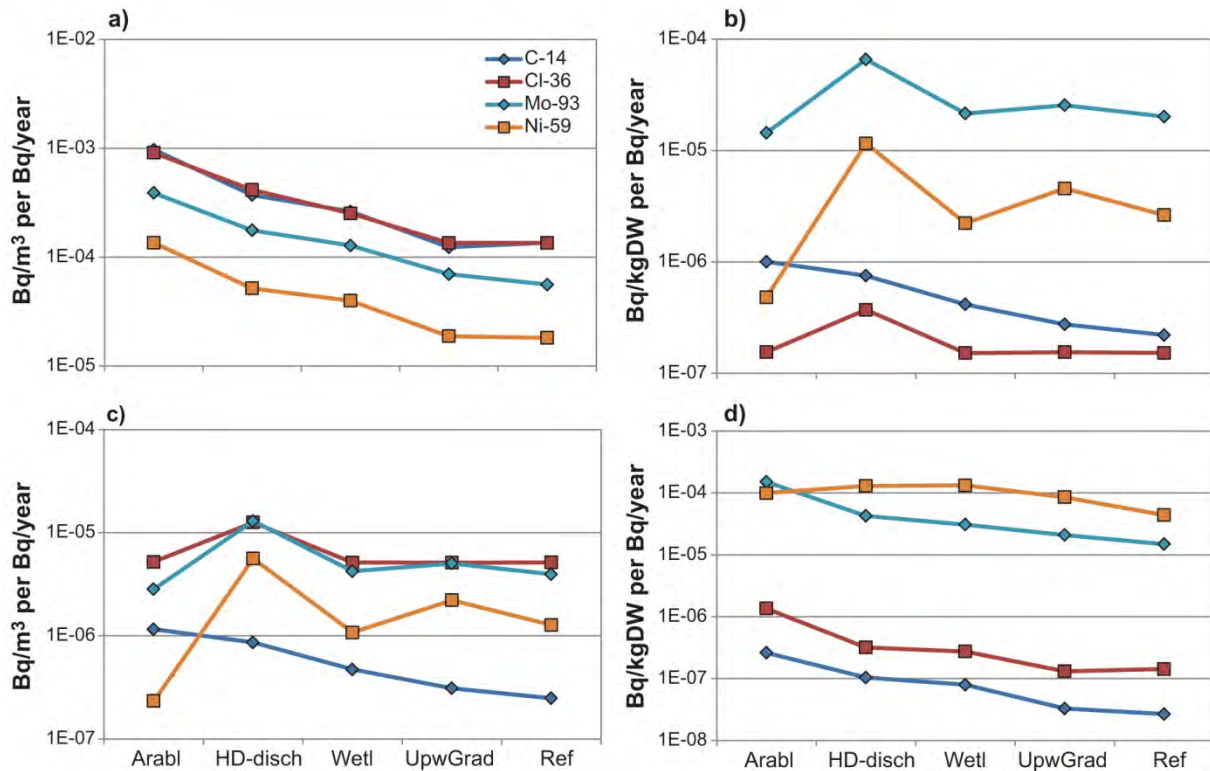 a)
1E-02
1E-03
1E-04
1E-05
Bq/m³ per Bq/year
C-14
Cl-36
Mo-93
Ni-59
b)
1E-04
1E-05
1E-06
1E-07
Bq/kgDW per Bq/year
c)
1E-04
1E-05
1E-06
1E-07
Bq/m³ per Bq/year
Arabl HD-disch Wetl UpwGrad Ref
d)
1E-03
1E-04
1E-05
1E-06
1E-07
1E-08
Bq/kgDW per Bq/year
Arabl HD-disch Wetl UpwGrad Ref